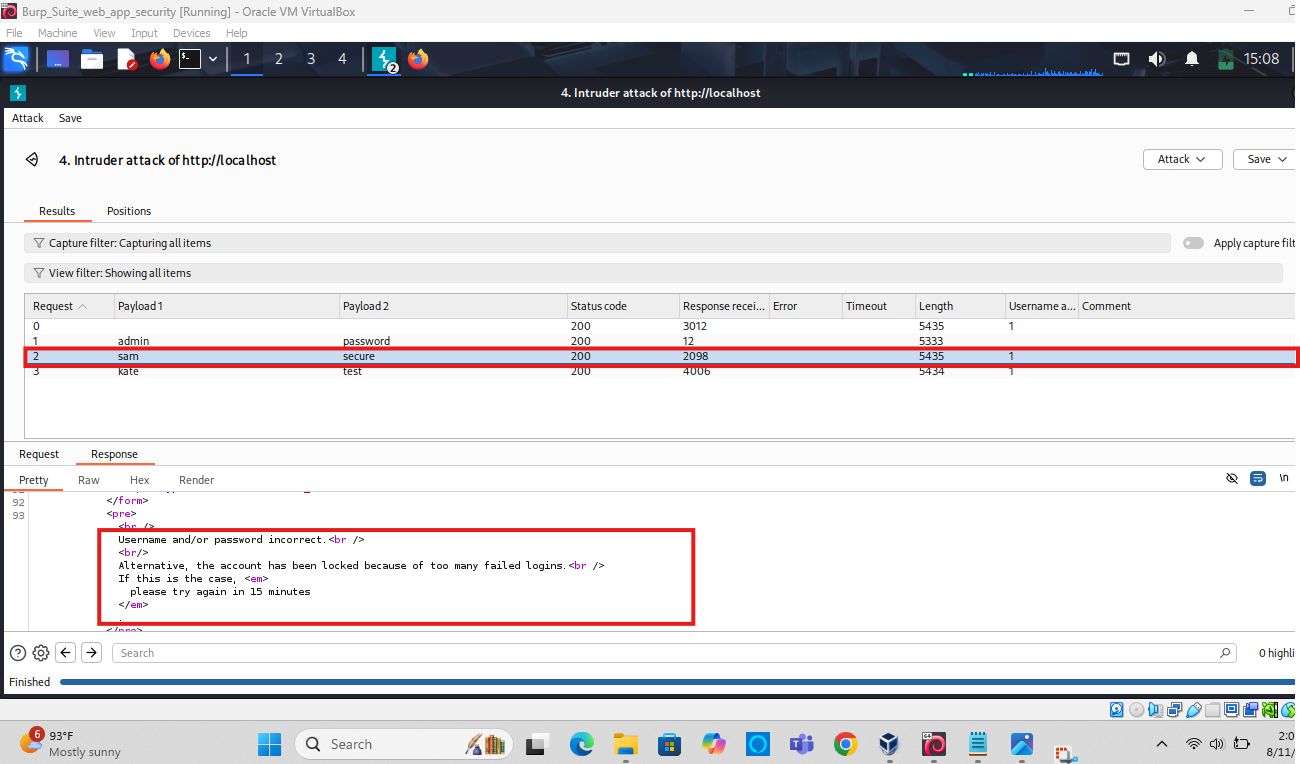 Burp_Suite_web_app_security [Running] - Oracle VM VirtualBox
File Machine View Input Devices Help
1 2 3 4 2 15:08
4. Intruder attack of http://localhost
Attack Save
4. Intruder attack of http://localhost
Attack Save
Results Positions
Capture filter: Capturing all items Apply capture filt
View filter: Showing all items
Request Payload 1 Payload 2 Status code Response recei... Error Timeout Length Username a... Comment
0 200 3012 5435 1
1 admin password 200 12 5333
2 sam secure 200 2098 5435 1
3 kate test 200 4006 5434 1
Request Response
Pretty Raw Hex Render \n
92 </form>
93 <pre>
<br />
Username and/or password incorrect.<br />
<br/>
Alternative, the account has been locked because of too many failed logins.<br />
If this is the case, <em>
please try again in 15 minutes
</em>
.
</pre>
Search 0 highli
Finished
6 93°F
Mostly sunny
Search
64
2:0
8/11/